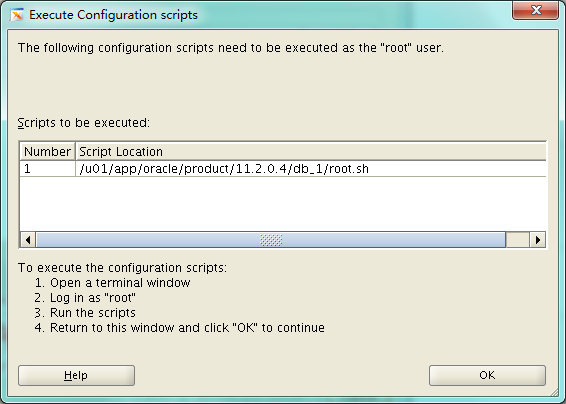 Execute Configuration scripts
The following configuration scripts need to be executed as the "root" user.
Scripts to be executed:
Number Script Location
1 /u01/app/oracle/product/11.2.0.4/db_1/root.sh
To execute the configuration scripts:
1. Open a terminal window
2. Log in as "root"
3. Run the scripts
4. Return to this window and click "OK" to continue
Help OK